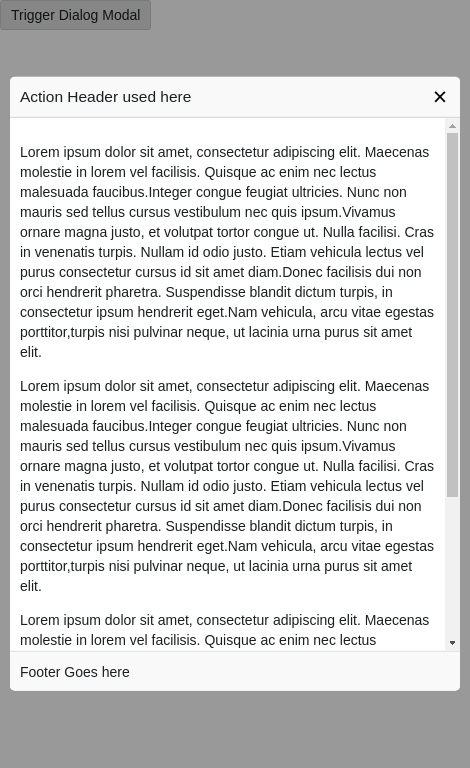 Trigger Dialog Modal
Action Header used here
Lorem ipsum dolor sit amet, consectetur adipiscing elit. Maecenas
molestie in lorem vel facilisis. Quisque ac enim nec lectus
malesuada faucibus.Integer congue feugiat ultricies. Nunc non
mauris sed tellus cursus vestibulum nec quis ipsum.Vivamus
ornare magna justo, et volutpat tortor congue ut. Nulla facilisi. Cras
in venenatis turpis. Nullam id odio justo. Etiam vehicula lectus vel
purus consectetur cursus id sit amet diam.Donec facilisis dui non
orci hendrerit pharetra. Suspendisse blandit dictum turpis, in
consectetur ipsum hendrerit eget.Nam vehicula, arcu vitae egestas
porttitor,turpis nisi pulvinar neque, ut lacinia urna purus sit amet
elit.
Lorem ipsum dolor sit amet, consectetur adipiscing elit. Maecenas
molestie in lorem vel facilisis. Quisque ac enim nec lectus
malesuada faucibus.Integer congue feugiat ultricies. Nunc non
mauris sed tellus cursus vestibulum nec quis ipsum.Vivamus
ornare magna justo, et volutpat tortor congue ut. Nulla facilisi. Cras
in venenatis turpis. Nullam id odio justo. Etiam vehicula lectus vel
purus consectetur cursus id sit amet diam.Donec facilisis dui non
orci hendrerit pharetra. Suspendisse blandit dictum turpis, in
consectetur ipsum hendrerit eget.Nam vehicula, arcu vitae egestas
porttitor,turpis nisi pulvinar neque, ut lacinia urna purus sit amet
elit.
Lorem ipsum dolor sit amet, consectetur adipiscing elit. Maecenas
molestie in lorem vel facilisis. Quisque ac enim nec lectus
Footer Goes here